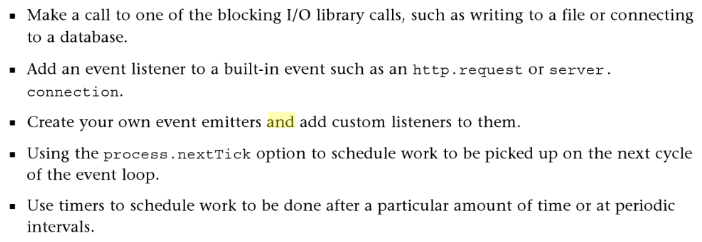 ▪ Make a call to one of the blocking I/O library calls, such as writing to a file or connecting
to a database.
▪ Add an event listener to a built-in event such as an http.request or server.
connection.
▪ Create your own event emitters and add custom listeners to them.
▪ Using the process.nextTick option to schedule work to be picked up on the next cycle
of the event loop.
▪ Use timers to schedule work to be done after a particular amount of time or at periodic
intervals.